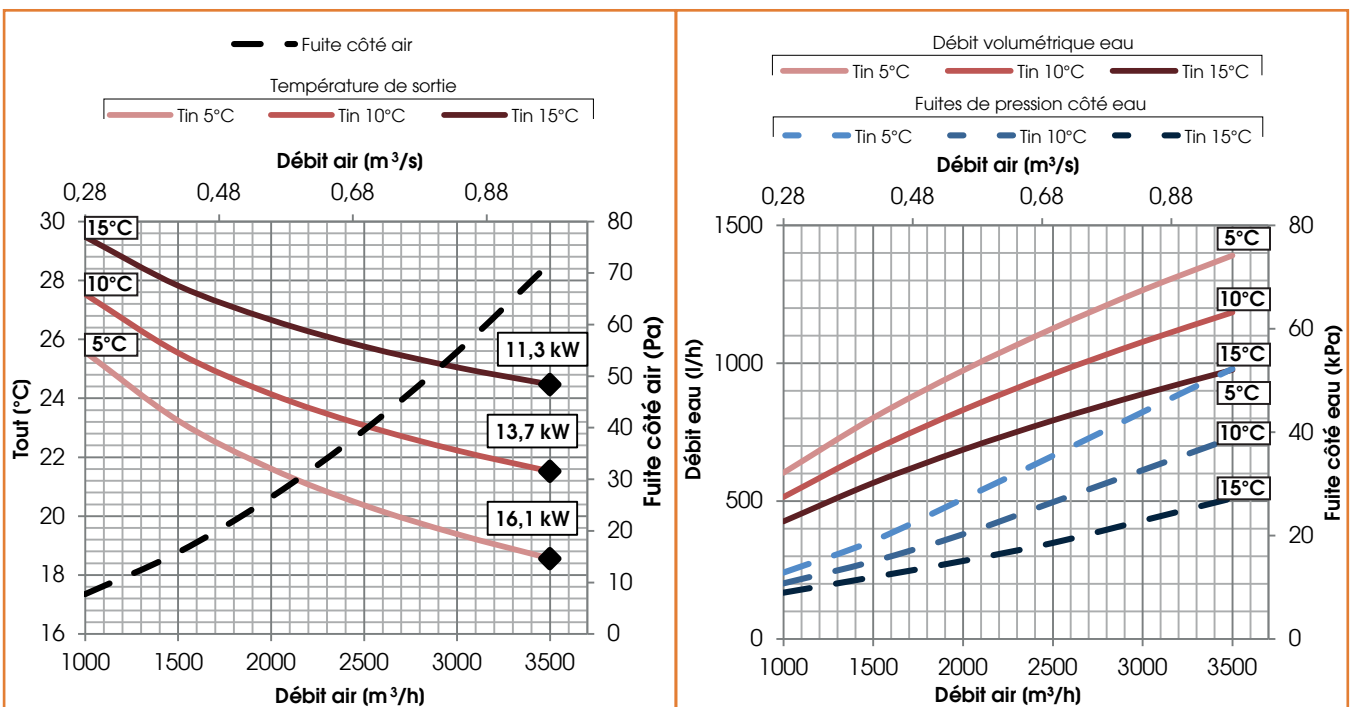 Fuite côté air
Température de sortie
Tin 5°C Tin 10°C Tin 15°C
Débit air (m³/s)
0,28 0,48 0,68 0,88
30 80
15°C
28 70
10°C
60
26 5°C 50
11,3 kW
24 40
13,7 kW
22 30
20 16,1 kW
20
18 10
16 0
1000 1500 2000 2500 3000 3500
Débit air (m³/h)
Tout (°C)
Fuite côté air (Pa)
Débit volumétrique eau
Tin 5°C Tin 10°C Tin 15°C
Fuites de pression côté eau
Tin 5°C Tin 10°C Tin 15°C
Débit air (m³/s)
0,28 0,48 0,68 0,88
1500 80
5°C
10°C
60
15°C
1000
5°C
10°C 40
15°C
500
20
0 0
1000 1500 2000 2500 3000 3500
Débit air (m³/h)
Débit eau (l/h)
Fuite côté eau (kPa)